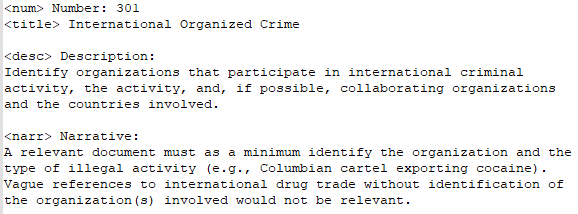 <num> Number: 301
<title> International Organized Crime
<desc> Description:
Identify organizations that participate in international criminal
activity, the activity, and, if possible, collaborating organizations
and the countries involved.
<narr> Narrative:
A relevant document must as a minimum identify the organization and the
type of illegal activity (e.g., Columbian cartel exporting cocaine).
Vague references to international drug trade without identification of
the organization(s) involved would not be relevant.